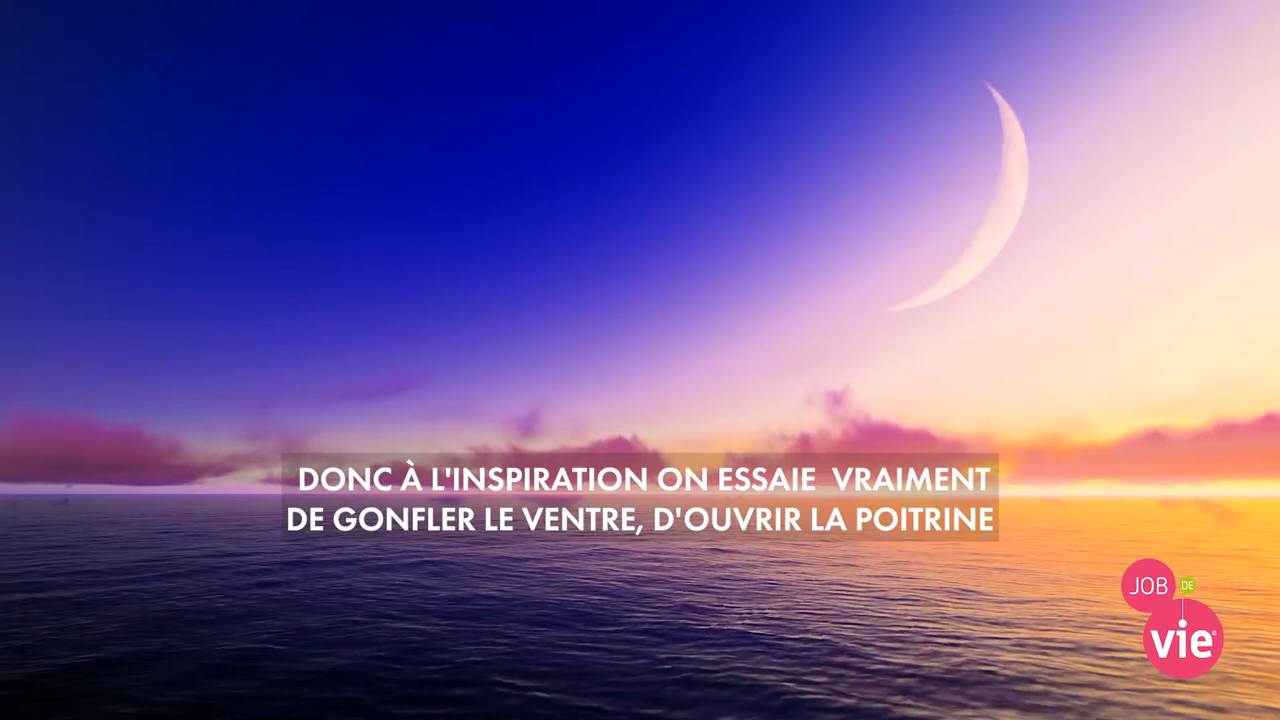 DONC À L'INSPIRATION ON ESSAIE VRAIMENT
DE GONFLER LE VENTRE, D'OUVRIR LA POITRINE
JOB DE
vie